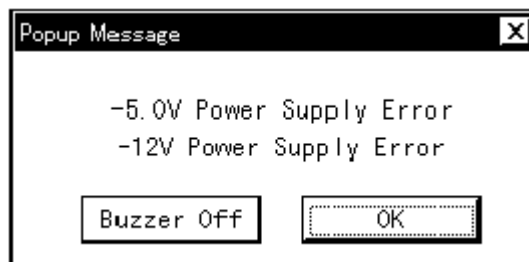 Popup Message
-5.0V Power Supply Error
-12V Power Supply Error
Buzzer Off
OK